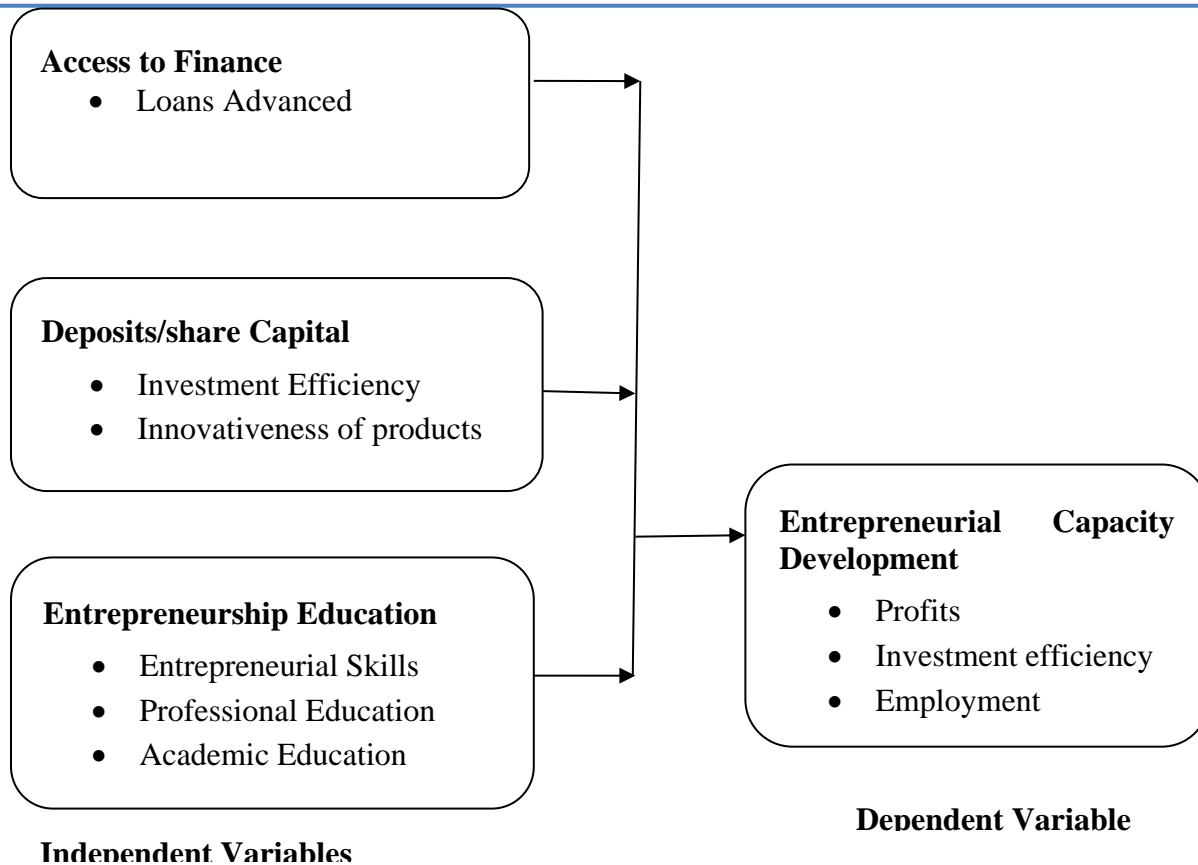 Access to Finance
• Loans Advanced
Deposits/share Capital
• Investment Efficiency
• Innovativeness of products
Entrepreneurial Capacity
Development
• Profits
• Investment efficiency
• Employment
Entrepreneurship Education
• Entrepreneurial Skills
• Professional Education
• Academic Education
Dependent Variable
Independent Variables